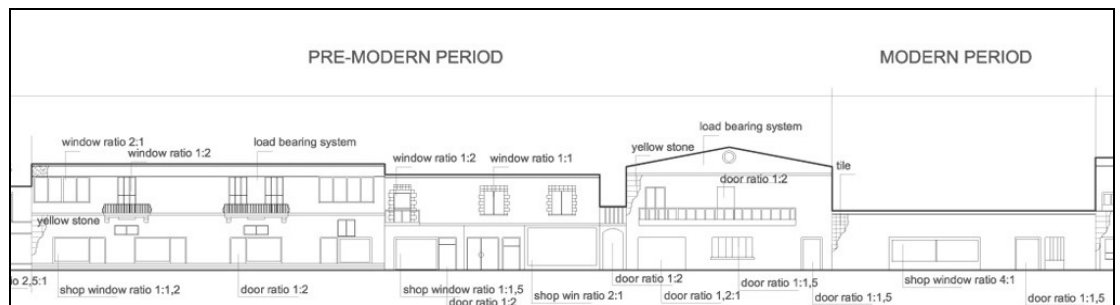 PRE-MODERN PERIOD
MODERN PERIOD
window ratio 2:1
window ratio 1:2
load bearing system
window ratio 1:2
window ratio 1:1
yellow stone
load bearing system
door ratio 1:2
tile
yellow stone
io 2,5:1
shop window ratio 1:1,2
door ratio 1:2
shop window ratio 1:1,5
door ratio 1:2
shop win ratio 2:1
door ratio 1:2
door ratio 1,2:1
door ratio 1:1,5
door ratio 1:1,5
shop window ratio 4:1
door ratio 1:1,5